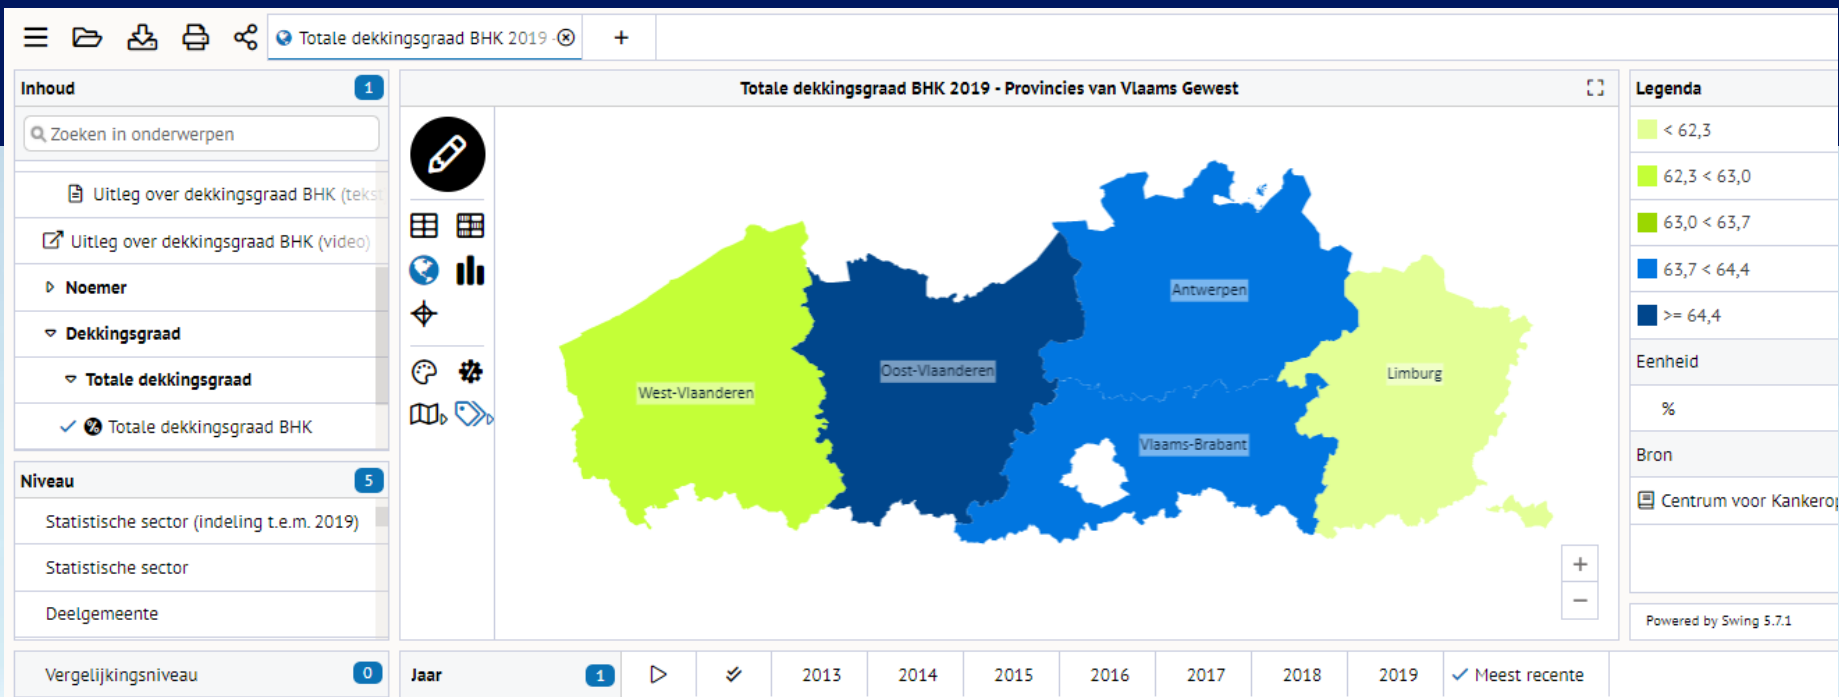 Totale dekkingsgraad BHK 2019 -
+
Inhoud
1
Zoeken in onderwerpen
Uitleg over dekkingsgraad BHK (tekst
Uitleg over dekkingsgraad BHK (video)
Noemer
Dekkingsgraad
Totale dekkingsgraad
Totale dekkingsgraad BHK
Niveau
5
Statistische sector (indeling t.e.m. 2019)
Statistische sector
Deelgemeente
Vergelijkingsniveau
0
Totale dekkingsgraad BHK 2019 - Provincies van Vlaams Gewest
West-Vlaanderen
Oost-Vlaanderen
Antwerpen
Vlaams-Brabant
Limburg
+
−
Legenda
< 62,3
62,3 < 63,0
63,0 < 63,7
63,7 < 64,4
>= 64,4
Eenheid
%
Bron
Centrum voor Kankerop
Powered by Swing 5.7.1
Jaar
1
2013
2014
2015
2016
2017
2018
2019
Meest recente